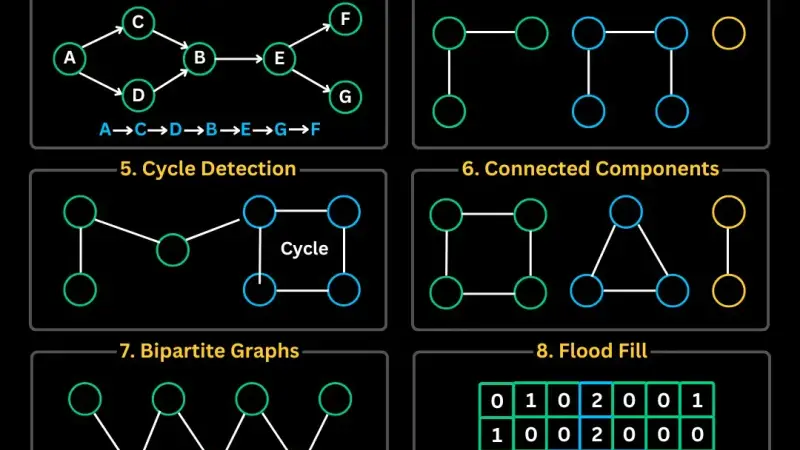 C
F
A
B
E
D
G
A→C→D→B→E→G→F
5. Cycle Detection
6. Connected Components
Cycle
7. Bipartite Graphs
8. Flood Fill
0 1 0 2 0 0 1
1 0 0 2 0 0 0